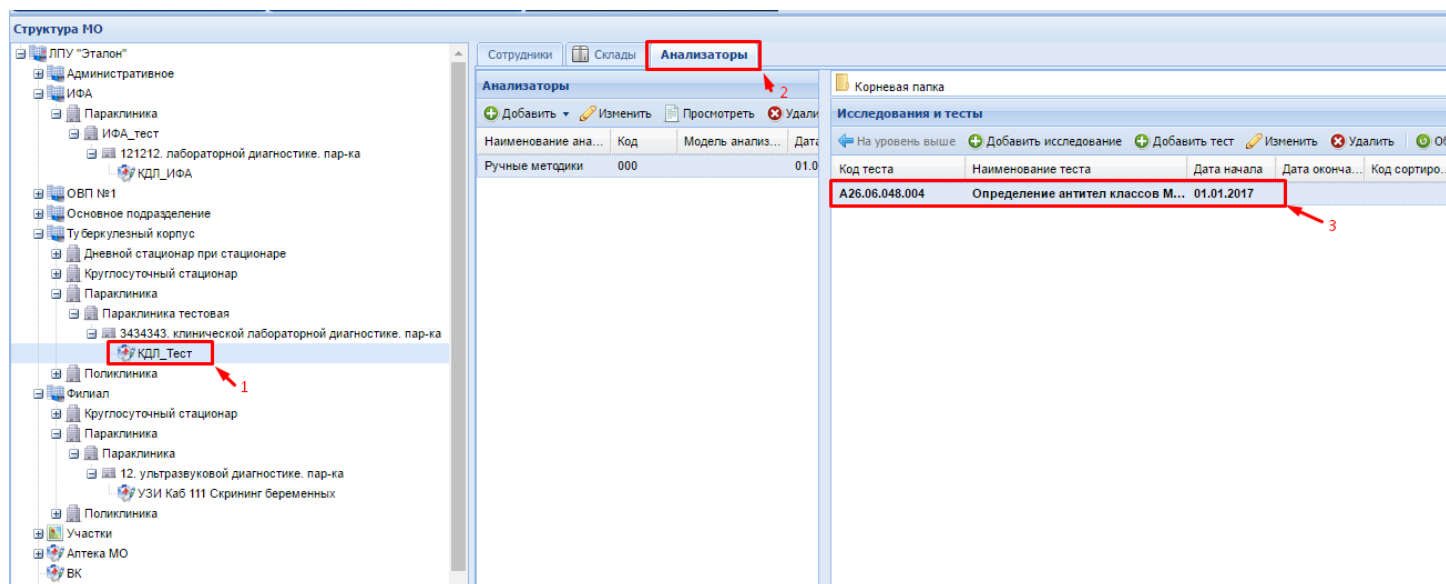 Структура МО
ЛПУ "Эталон"
Административное
ИФА
Параклиника
ИФА_тест
121212. лабораторной диагностике. пар-ка
КДЛ_ИФА
ОВП №1
Основное подразделение
Туберкулезный корпус
Дневной стационар при стационаре
Круглосуточный стационар
Параклиника
Параклиника тестовая
3434343. клинической лабораторной диагностике. пар-ка
КДЛ_Тест
1
Поликлиника
Филиал
Круглосуточный стационар
Параклиника
Параклиника
12. ультразвуковой диагностике. пар-ка
УЗИ Каб 111 Скрининг беременных
Поликлиника
Участки
Аптека МО
ВК
Сотрудники Склады Анализаторы
2
Анализаторы
Добавить Изменить Просмотреть Удали
Наименование ана... Код Модель анализ... Дата
Ручные методики 000 01.0
Корневая папка
Исследования и тесты
На уровень выше Добавить исследование Добавить тест Изменить Удалить Об
Код теста Наименование теста Дата начала Дата оконча... Код сортиро...
A26.06.048.004 Определение антител классов М... 01.01.2017
3